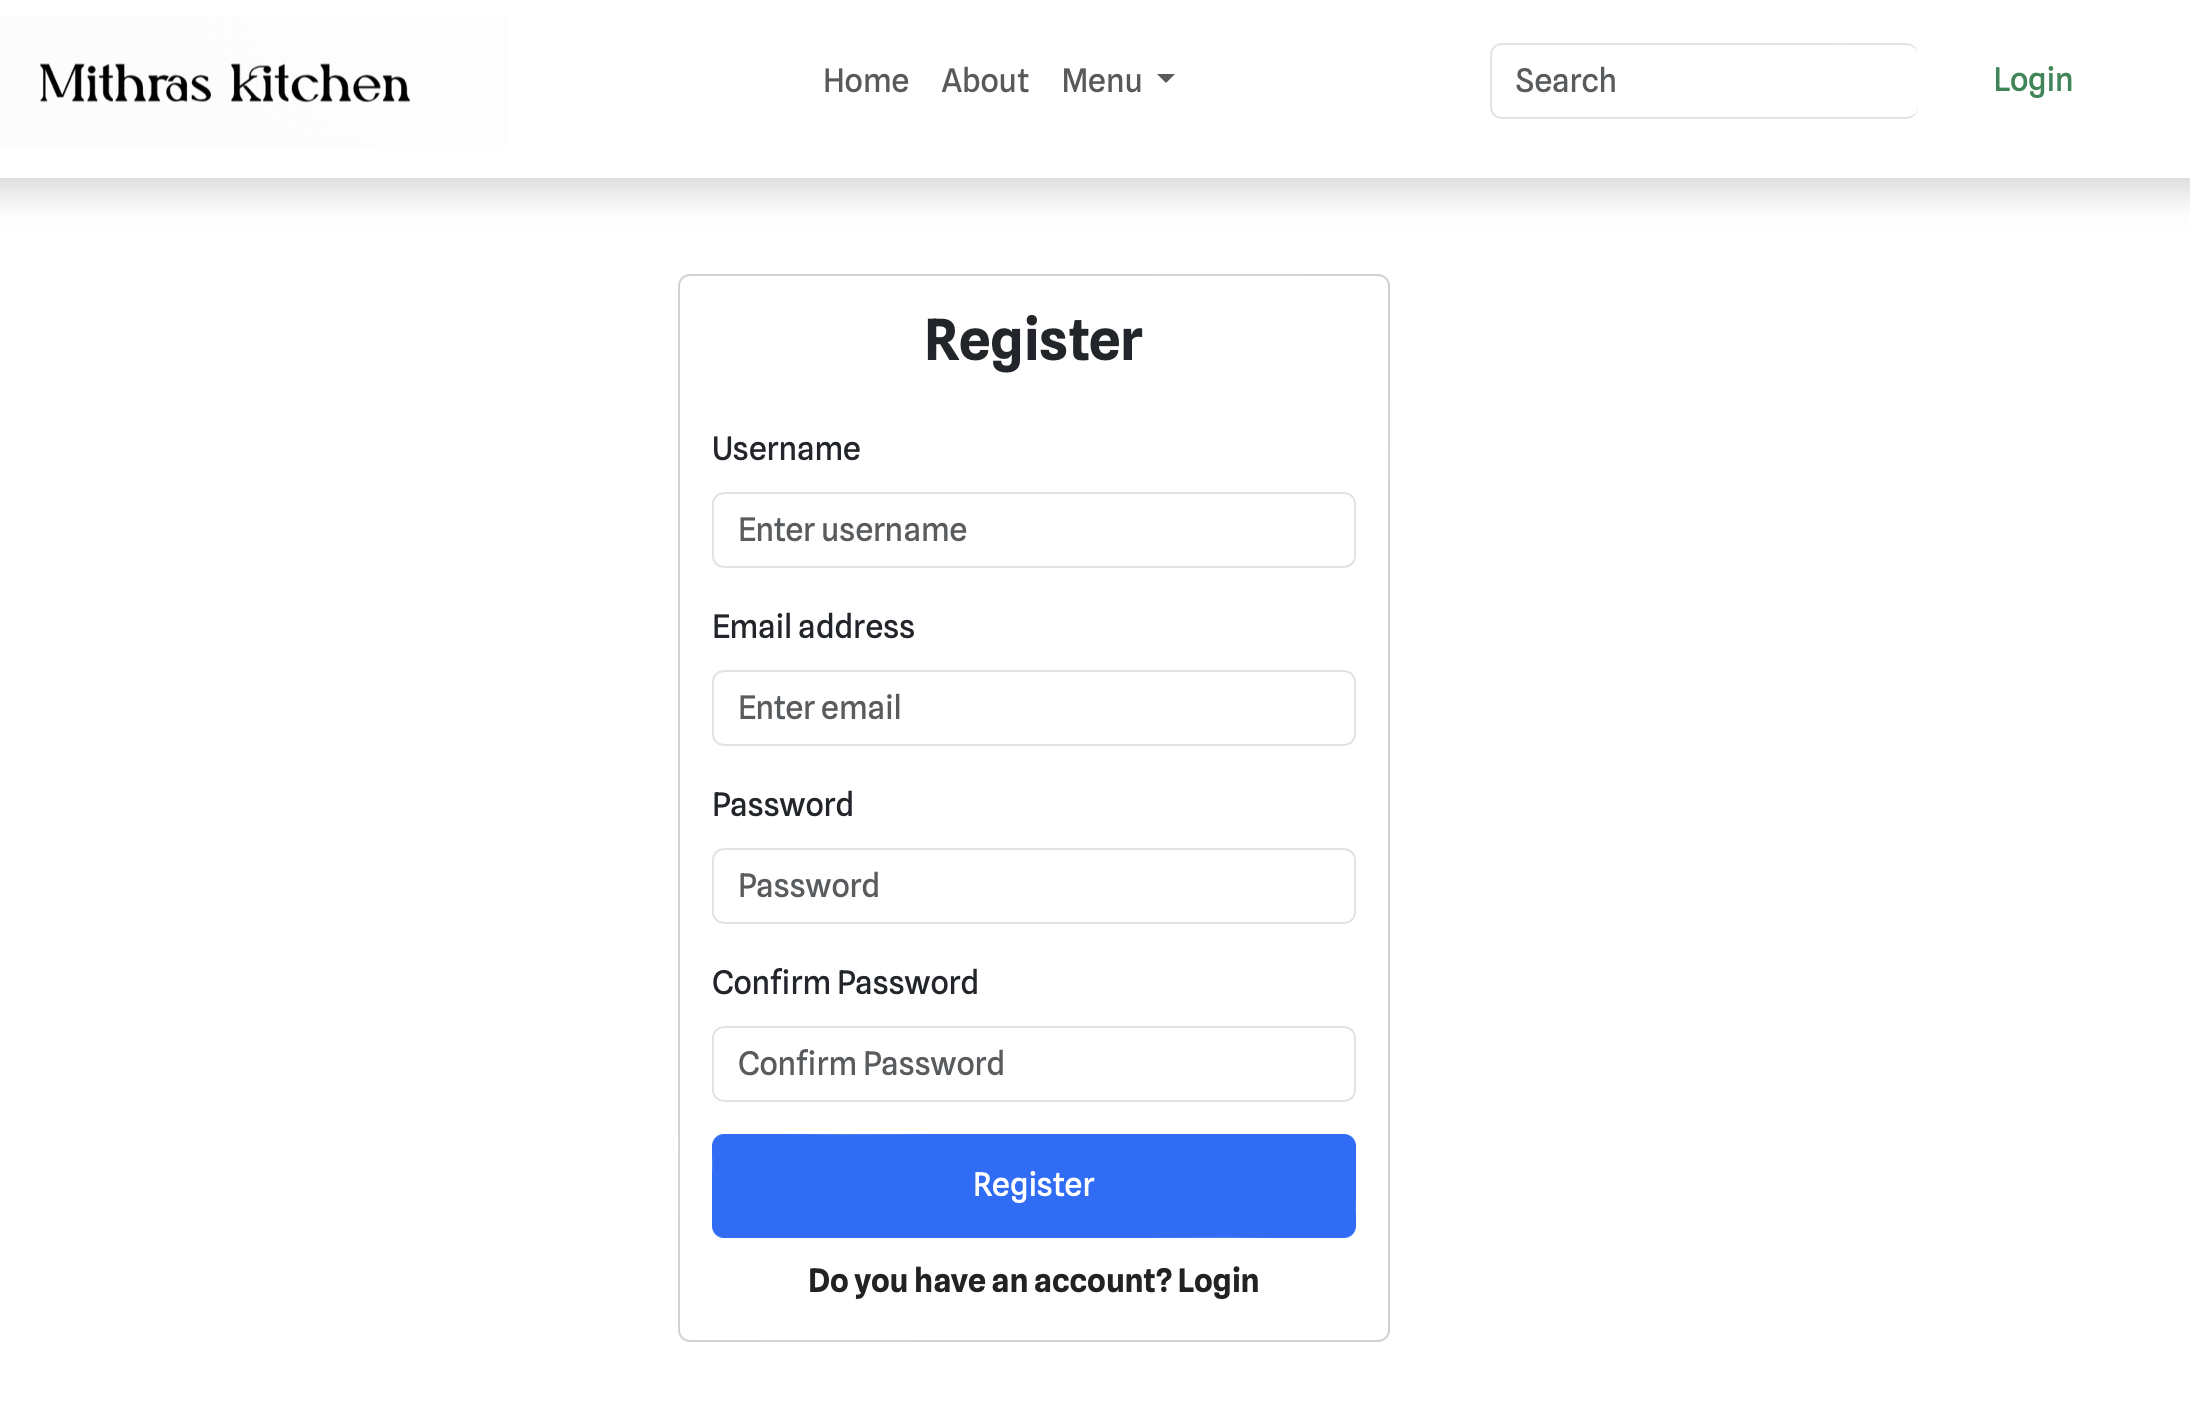 Mithras kitchen
Home About Menu
Search
Login
Register
Username
Enter username
Email address
Enter email
Password
Password
Confirm Password
Confirm Password
Register
Do you have an account? Login